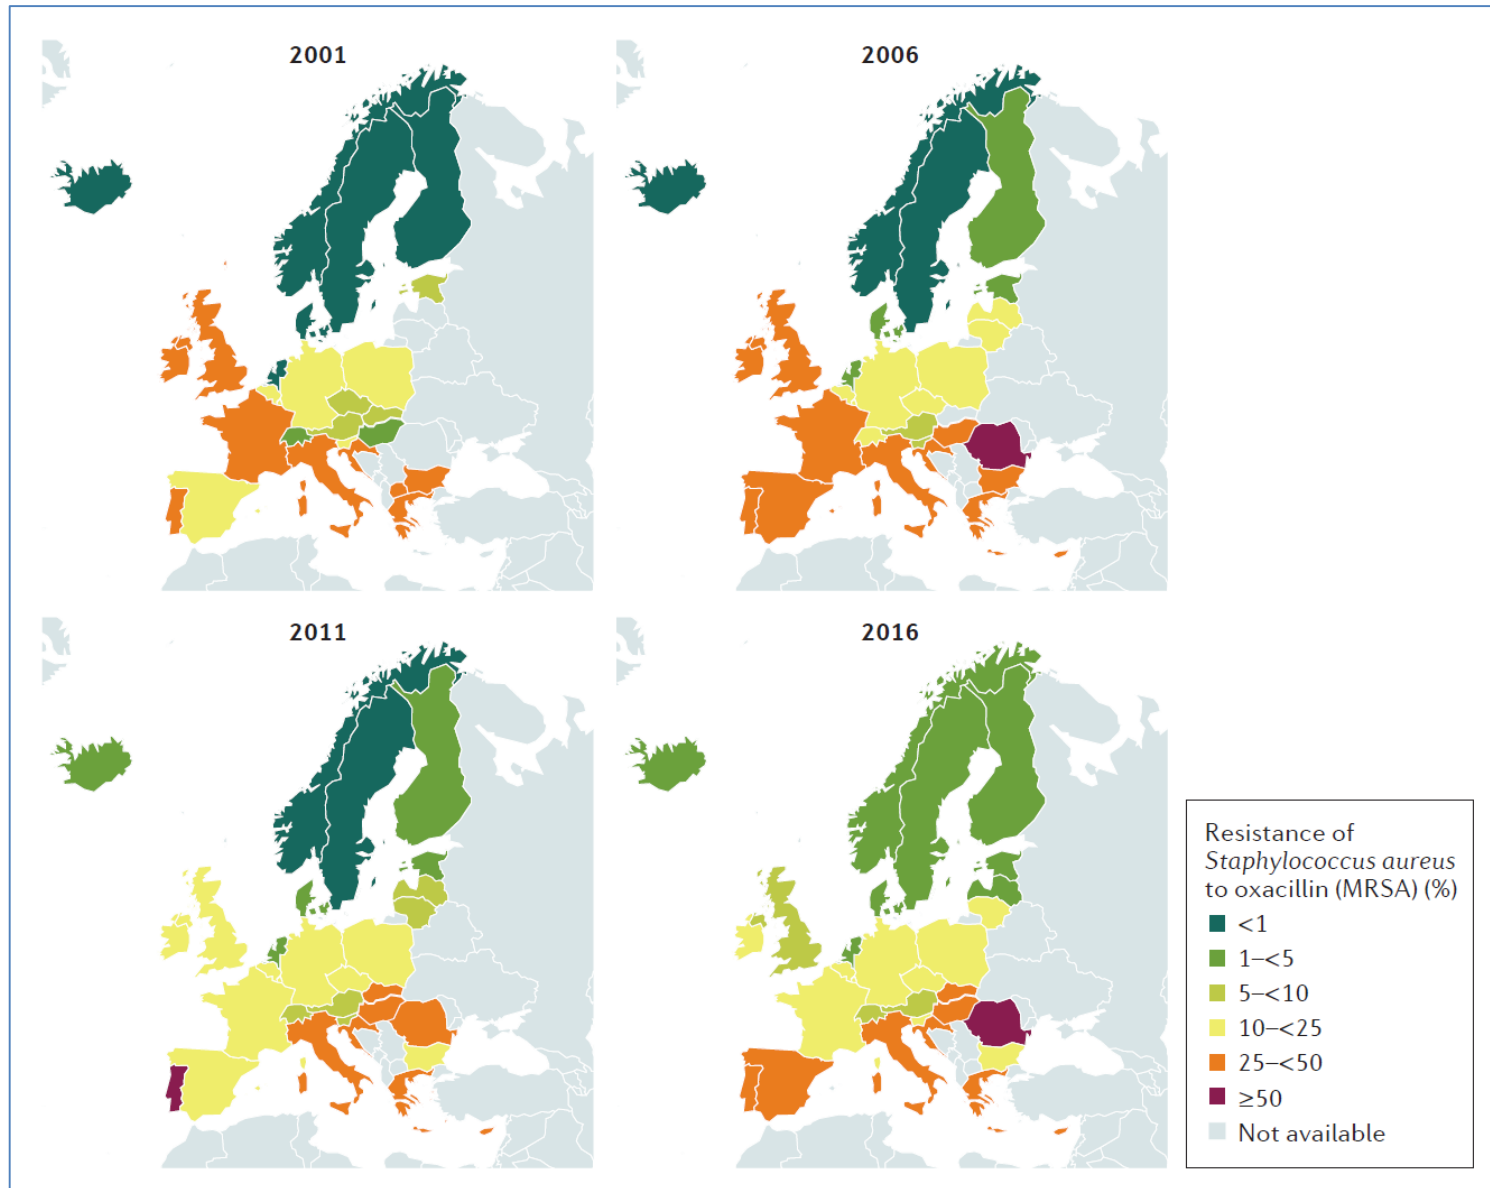 2001
2006
2011
2016
Resistance of
Staphylococcus aureus
to oxacillin (MRSA) (%)
<1
1–<5
5–<10
10–<25
25–<50
≥50
Not available